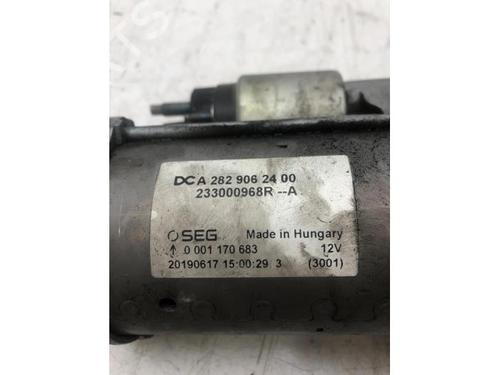 DC A 282 906 24 00
233000968R --A
SEG Made in Hungary
0 001 170 683 12V
20190617 15:00:29 3 (3001)